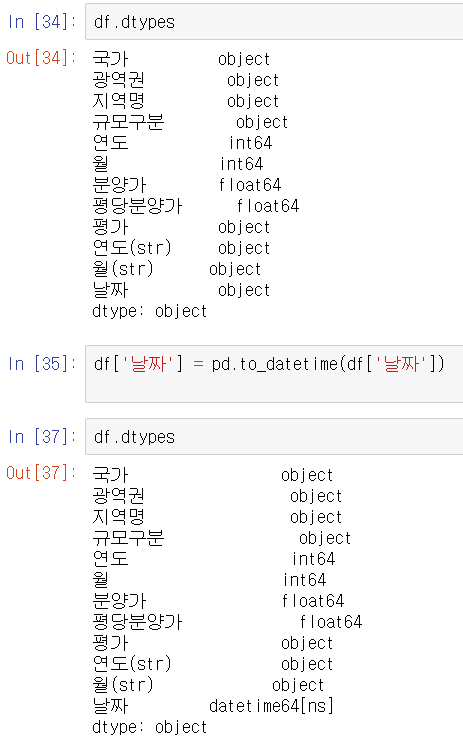 In [34]: df.dtypes
Out[34]: 국가 object
광역권 object
지역명 object
규모구분 object
연도 int64
월 int64
분양가 float64
평당분양가 float64
평가 object
연도(str) object
월(str) object
날짜 object
dtype: object
In [35]: df['날짜'] = pd.to_datetime(df['날짜'])
In [37]: df.dtypes
Out[37]: 국가 object
광역권 object
지역명 object
규모구분 object
연도 int64
월 int64
분양가 float64
평당분양가 float64
평가 object
연도(str) object
월(str) object
날짜 datetime64[ns]
dtype: object